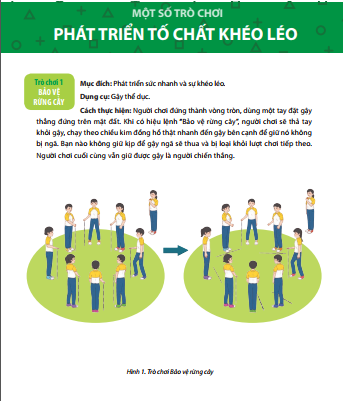 MỘT SỐ TRÒ CHƠI
PHÁT TRIỂN TỐ CHẤT KHÉO LÉO
Trò chơi 1
BẢO VỆ
RỪNG CÂY
Mục đích: Phát triển sức nhanh và sự khéo léo.
Dụng cụ: Gậy thể dục.
Cách thực hiện: Người chơi đứng thành vòng tròn, dùng một tay đặt gậy
thẳng đứng trên mặt đất. Khi có hiệu lệnh “Bảo vệ rừng cây”, người chơi sẽ thả tay
khỏi gậy, chạy theo chiều kim đồng hồ thật nhanh đến gậy bên cạnh để giữ nó không
bị ngã. Bạn nào không giữ kịp để gậy ngã sẽ thua và bị loại khỏi lượt chơi tiếp theo.
Người chơi cuối cùng vẫn giữ được gậy là người chiến thắng.
Hình 1. Trò chơi Bảo vệ rừng cây